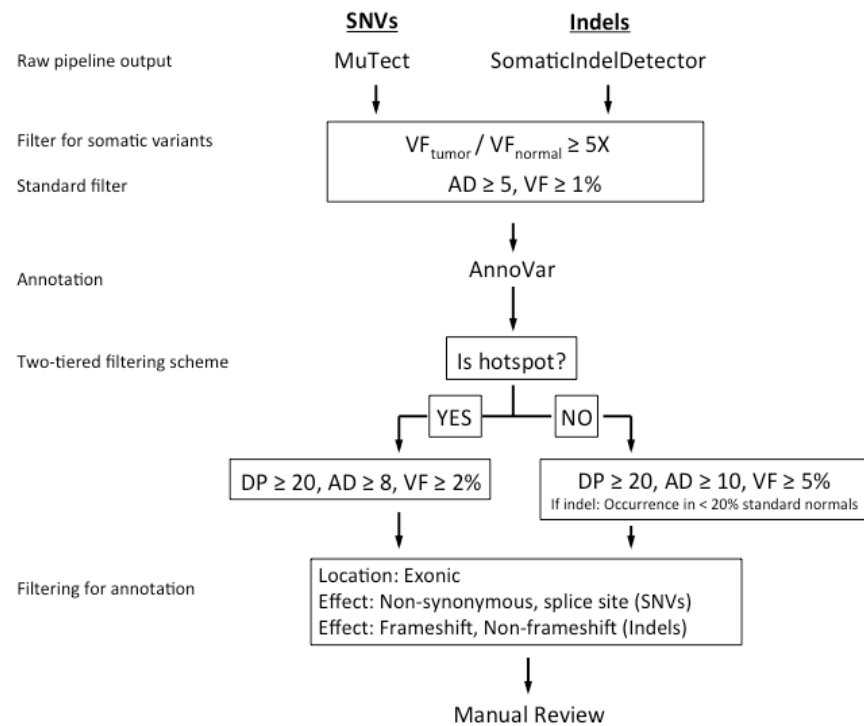 SNVs Indels
Raw pipeline output MuTect SomaticIndelDetector
Filter for somatic variants VFtumor / VFnormal ≥ 5X
Standard filter AD ≥ 5, VF ≥ 1%
Annotation AnnoVar
Two-tiered filtering scheme Is hotspot?
YES NO
DP ≥ 20, AD ≥ 8, VF ≥ 2% DP ≥ 20, AD ≥ 10, VF ≥ 5%
If indel: Occurrence in < 20% standard normals
Filtering for annotation
Location: Exonic
Effect: Non-synonymous, splice site (SNVs)
Effect: Frameshift, Non-frameshift (Indels)
Manual Review